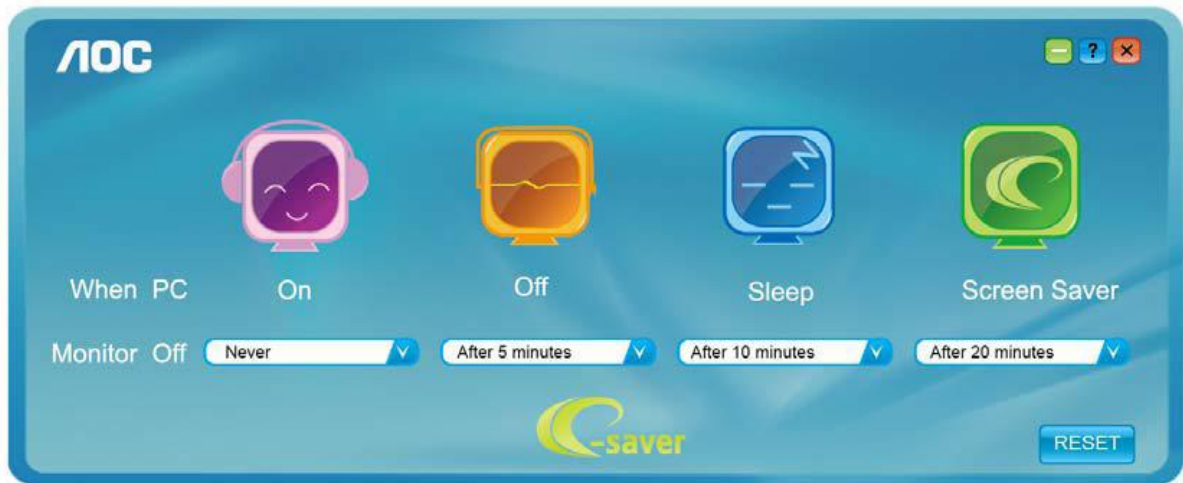 AOC
?
When PC On Off Sleep Screen Saver
Monitor Off Never After 5 minutes After 10 minutes After 20 minutes
e-saver
RESET